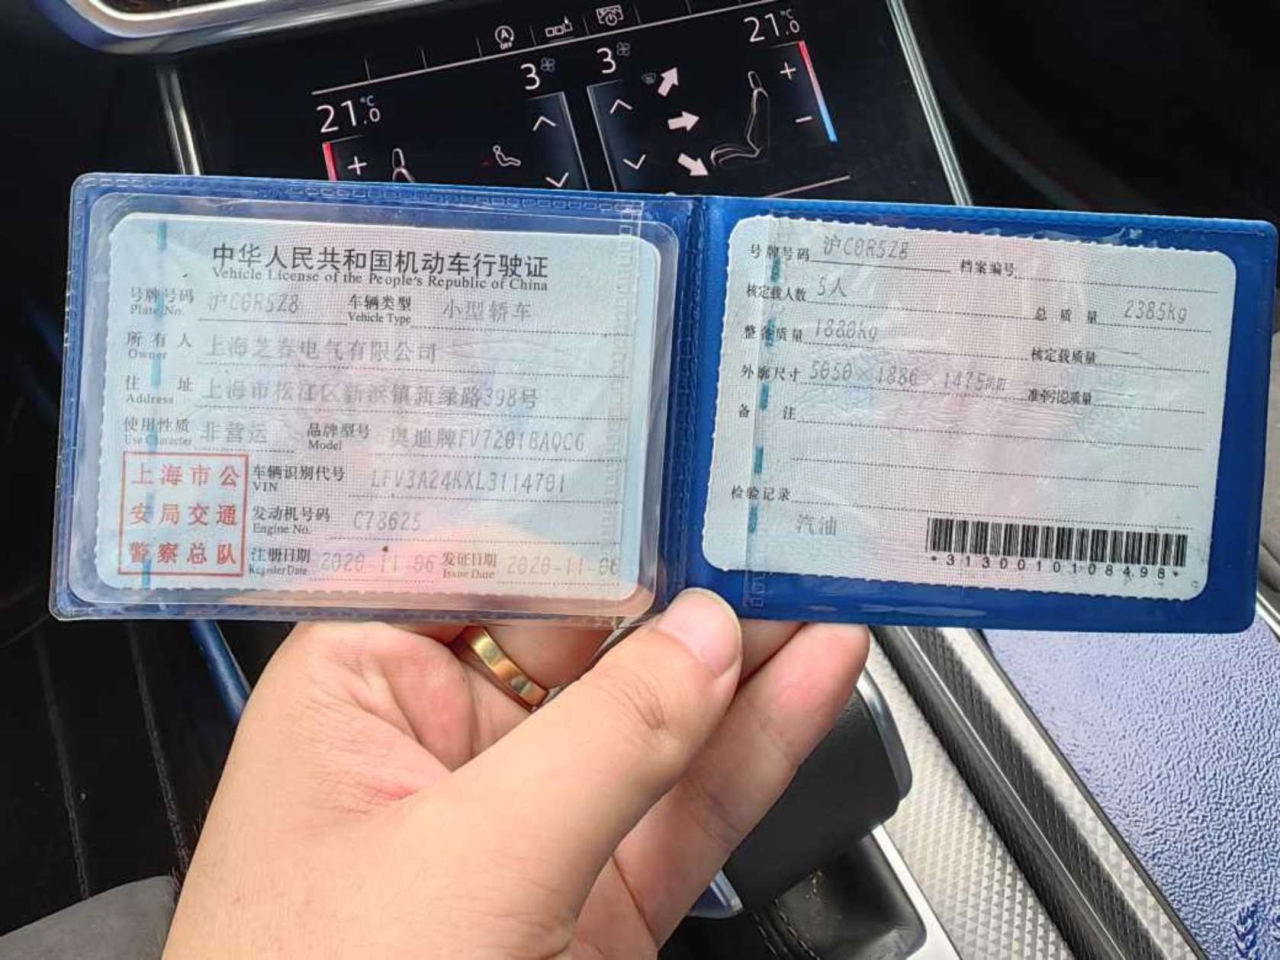 21.0°C
3
3
21.0°C
中华人民共和国机动车行驶证
Vehicle License of the People's Republic of China
号牌号码 沪C0R5Z8 车辆类型 小型轿车
Plate No. Vehicle Type
所有人 上海芝春电气有限公司
Owner
住址 上海市松江区新浜镇新绿路398号
Address
使用性质 非营运 品牌型号 奥迪牌FV7201BAQCG
Use Character Model
上海市公安局交通警察总队
车辆识别代号 LFV3A24KXL3114701
VIN
发动机号码 C78625
Engine No.
注册日期 2020-11-06 发证日期 2020-11-06
Register Date Issue Date
号牌号码 沪C0R5Z8 档案编号
核定载人数 5人 总质量 2385kg
整备质量 1880kg 核定载质量 --
外廓尺寸 5050×1886×1475mm 准牵引总质量
备注
检验记录
汽油
*3130010108498*